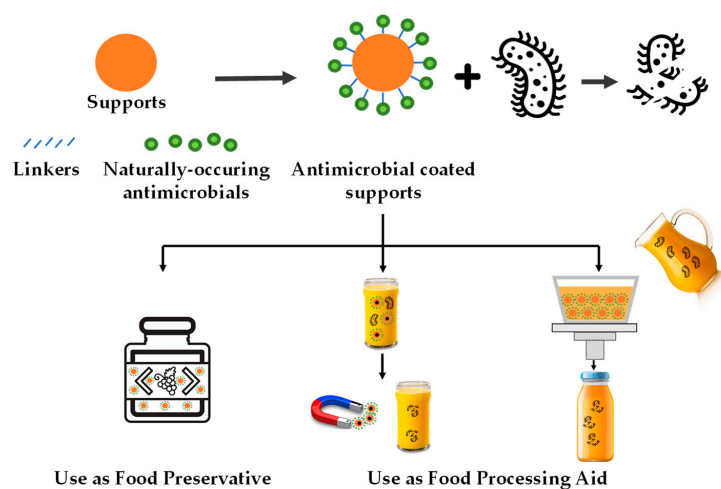 Supports
Linkers
Naturally-occuring
antimicrobials
Antimicrobial coated
supports
Use as Food Preservative
Use as Food Processing Aid